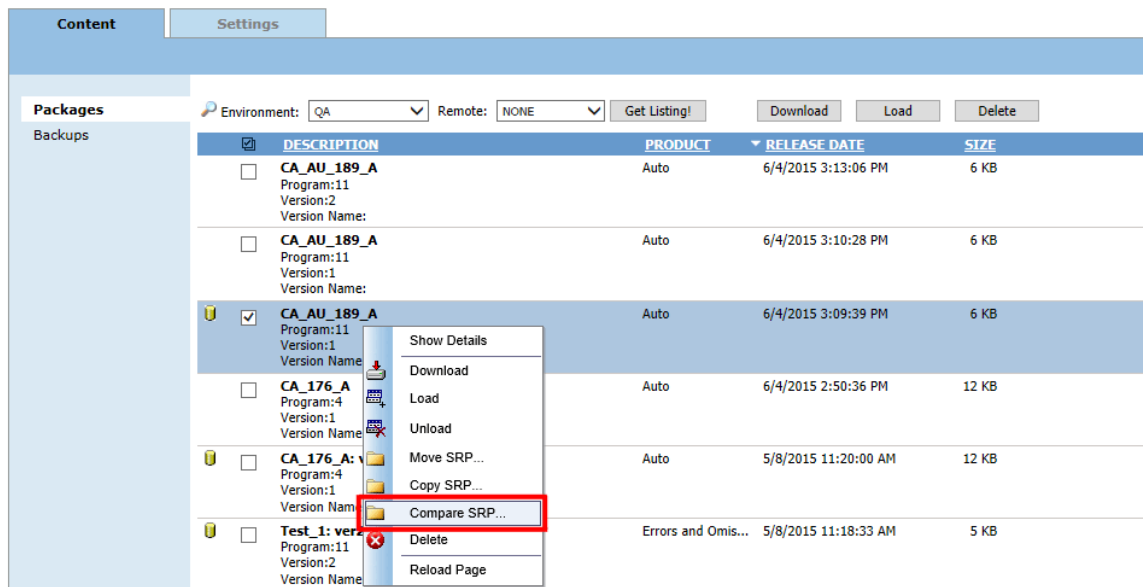 Content Settings
Packages
Backups
Environment: QA Remote: NONE Get Listing! Download Load Delete
DESCRIPTION PRODUCT RELEASE DATE SIZE
CA_AU_189_A Auto 6/4/2015 3:13:06 PM 6 KB
Program:11
Version:2
Version Name:
CA_AU_189_A Auto 6/4/2015 3:10:28 PM 6 KB
Program:11
Version:1
Version Name:
CA_AU_189_A Auto 6/4/2015 3:09:39 PM 6 KB
Program:11
Version:1
Version Name
CA_176_A Auto 6/4/2015 2:50:36 PM 12 KB
Program:4
Version:1
Version Name
CA_176_A: v Auto 5/8/2015 11:20:00 AM 12 KB
Program:4
Version:1
Version Nam
Test_1: ver2 Errors and Omis... 5/8/2015 11:18:33 AM 5 KB
Program:11
Version:2
Version Name
Show Details
Download
Load
Unload
Move SRP...
Copy SRP...
Compare SRP...
Delete
Reload Page